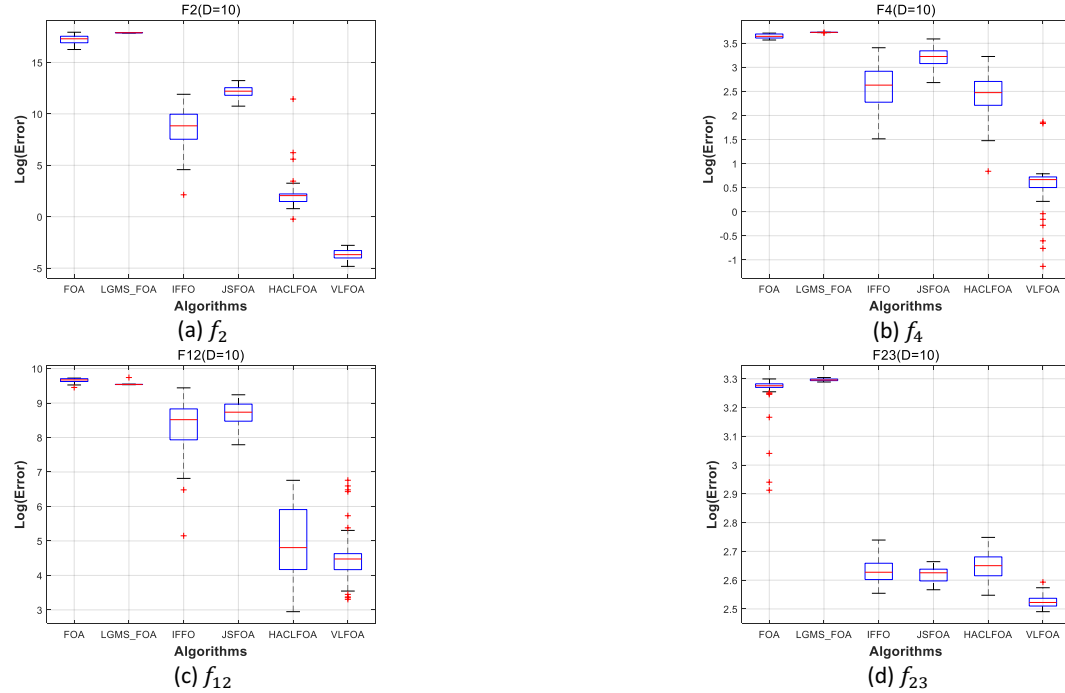 F2(D=10)
15
10
5
0
-5
Log(Error)
FOA LGMS_FOA IFFO JSFOA HACLFOA VLFOA
Algorithms
(a) f2
F4(D=10)
3.5
3
2.5
2
1.5
1
0.5
0
-0.5
-1
Log(Error)
FOA LGMS_FOA IFFO JSFOA HACLFOA VLFOA
Algorithms
(b) f4
F12(D=10)
10
9
8
7
6
5
4
3
Log(Error)
FOA LGMS_FOA IFFO JSFOA HACLFOA VLFOA
Algorithms
(c) f12
F23(D=10)
3.3
3.2
3.1
3
2.9
2.8
2.7
2.6
2.5
Log(Error)
FOA LGMS_FOA IFFO JSFOA HACLFOA VLFOA
Algorithms
(d) f23